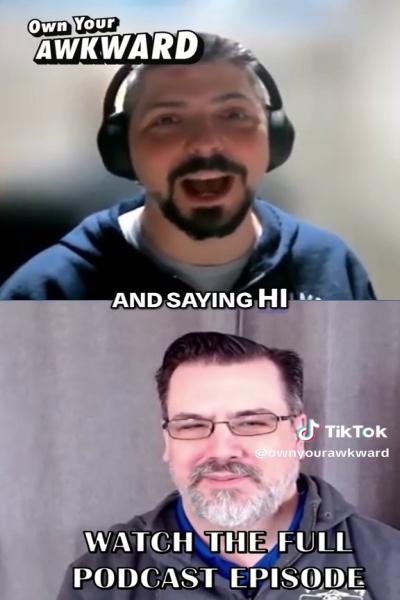 Own Your
AWKWARD
AND SAYING HI
TikTok
@ownyourawkward
WATCH THE FULL
PODCAST EPISODE